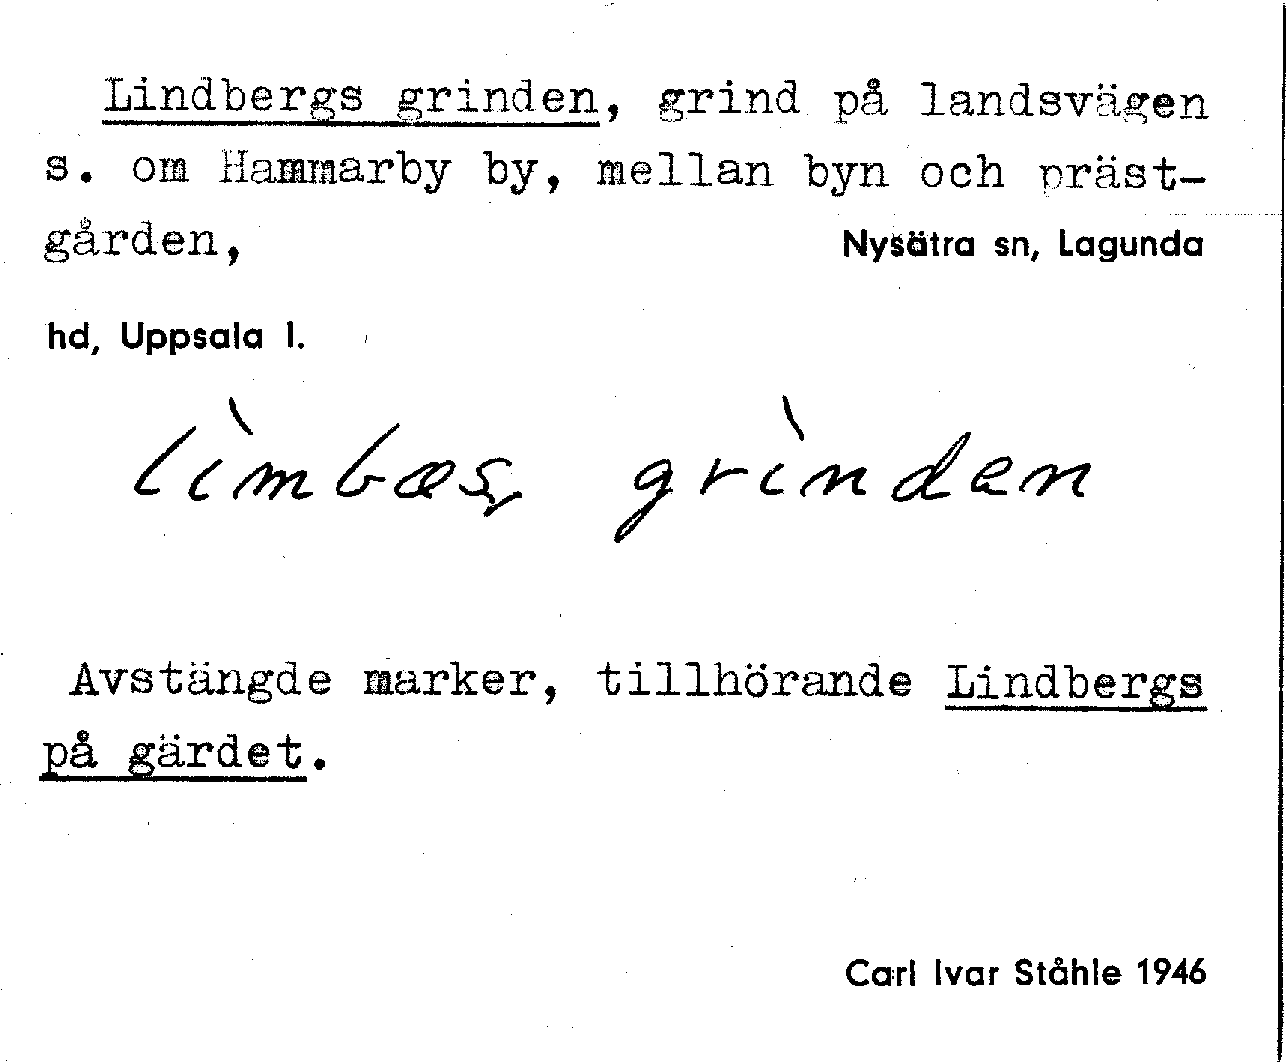 Lindbergs grinden, grind på landsvägen
s. om Hammarby by, mellan byn och präst-
gården, Nysätra sn, Lagunda
hd, Uppsala l.
lìmbæș grìnden
Avstängde marker, tillhörande Lindbergs
på gärdet.
Carl Ivar Ståhle 1946